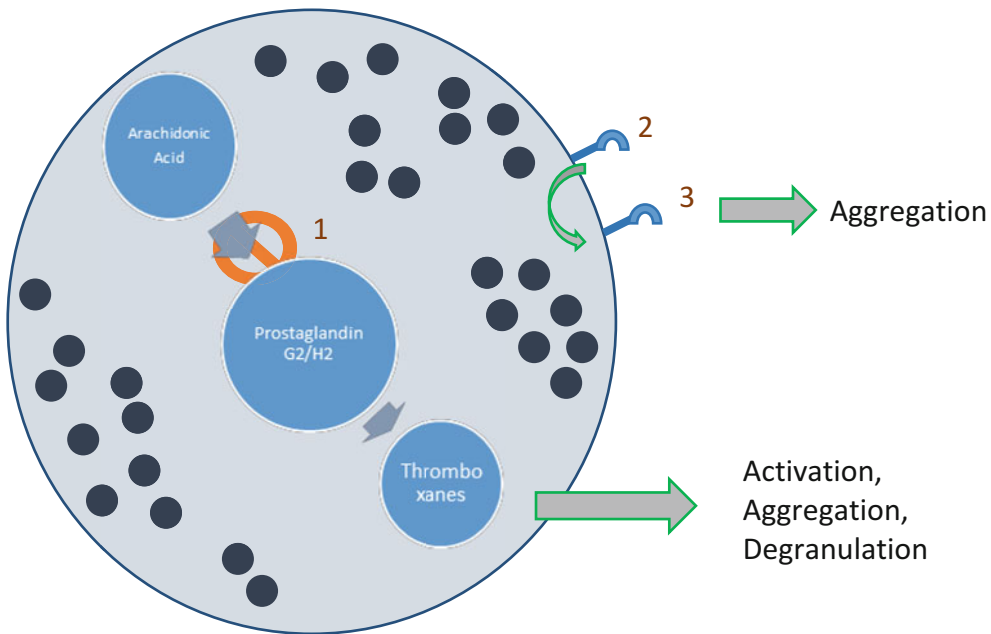 Arachidonic
Acid
1
2
3
Aggregation
Prostaglandin
G2/H2
Thrombo
xanes
Activation,
Aggregation,
Degranulation